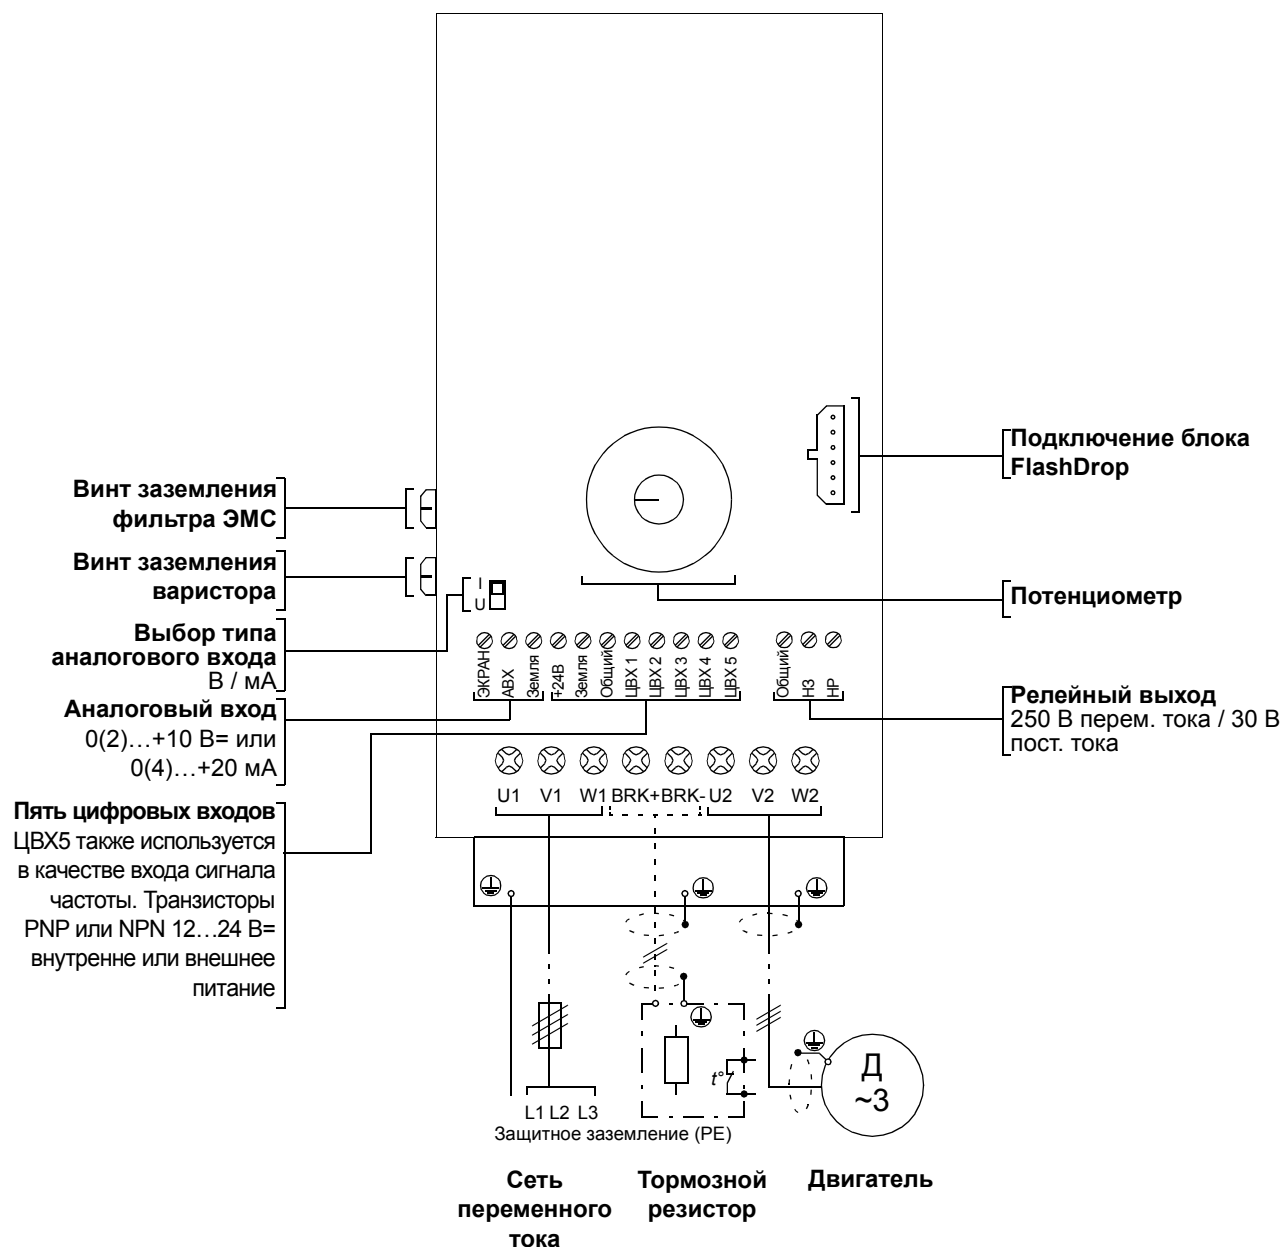 Подключение блока
FlashDrop
Винт заземления
фильтра ЭМС
Винт заземления
варистора
I
U
Потенциометр
Выбор типа
аналогового входа
В / мА
ЭКРАН
АВХ
Земля
+24В
Земля
Общий
ЦВХ 1
ЦВХ 2
ЦВХ 3
ЦВХ 4
ЦВХ 5
Общий
НЗ
НР
Релейный выход
250 В перем. тока / 30 В
пост. тока
Аналоговый вход
0(2)…+10 В= или
0(4)…+20 мА
U1 V1 W1 BRK+ BRK- U2 V2 W2
Пять цифровых входов
ЦВХ5 также используется
в качестве входа сигнала
частоты. Транзисторы
PNP или NPN 12…24 В=
внутренне или внешнее
питание
t°
Д
~3
L1 L2 L3
Защитное заземление (PE)
Сеть
переменного
тока
Тормозной
резистор
Двигатель